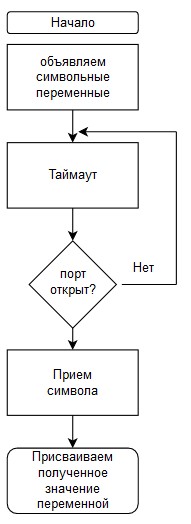 Начало
объявляем
символьные
переменные
Таймаут
порт
открыт?
Нет
Прием
символа
Присваиваем
полученное
значение
переменной